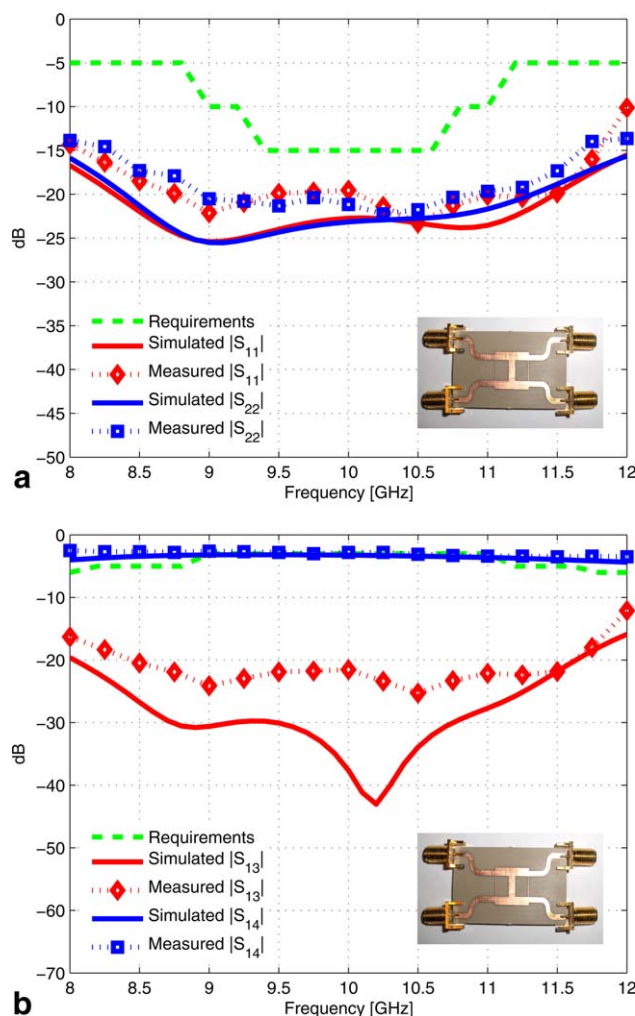 0
−5
−10
−15
−20
−25
−30
−35
−40
−45
−50
dB
Requirements
Simulated |S11|
Measured |S11|
Simulated |S22|
Measured |S22|
8 8.5 9 9.5 10 10.5 11 11.5 12
Frequency [GHz]
a
0
−10
−20
−30
−40
−50
−60
−70
dB
Requirements
Simulated |S13|
Measured |S13|
Simulated |S14|
Measured |S14|
8 8.5 9 9.5 10 10.5 11 11.5 12
Frequency [GHz]
b